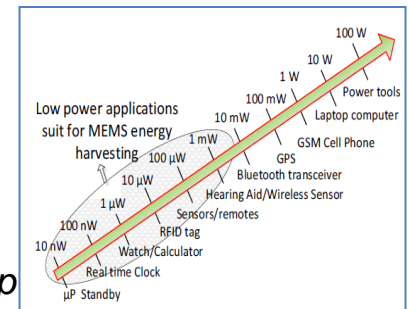 100 W
10 W
1 W
Power tools
100 mW
Laptop computer
Low power applications
suit for MEMS energy
harvesting
10 mW
GSM Cell Phone
1 mW
GPS
100 µW
Bluetooth transceiver
10 µW
Hearing Aid/Wireless Sensor
1 µW
Sensors/remotes
100 nW
RFID tag
10 nW
Watch/Calculator
Real time Clock
µP Standby
p